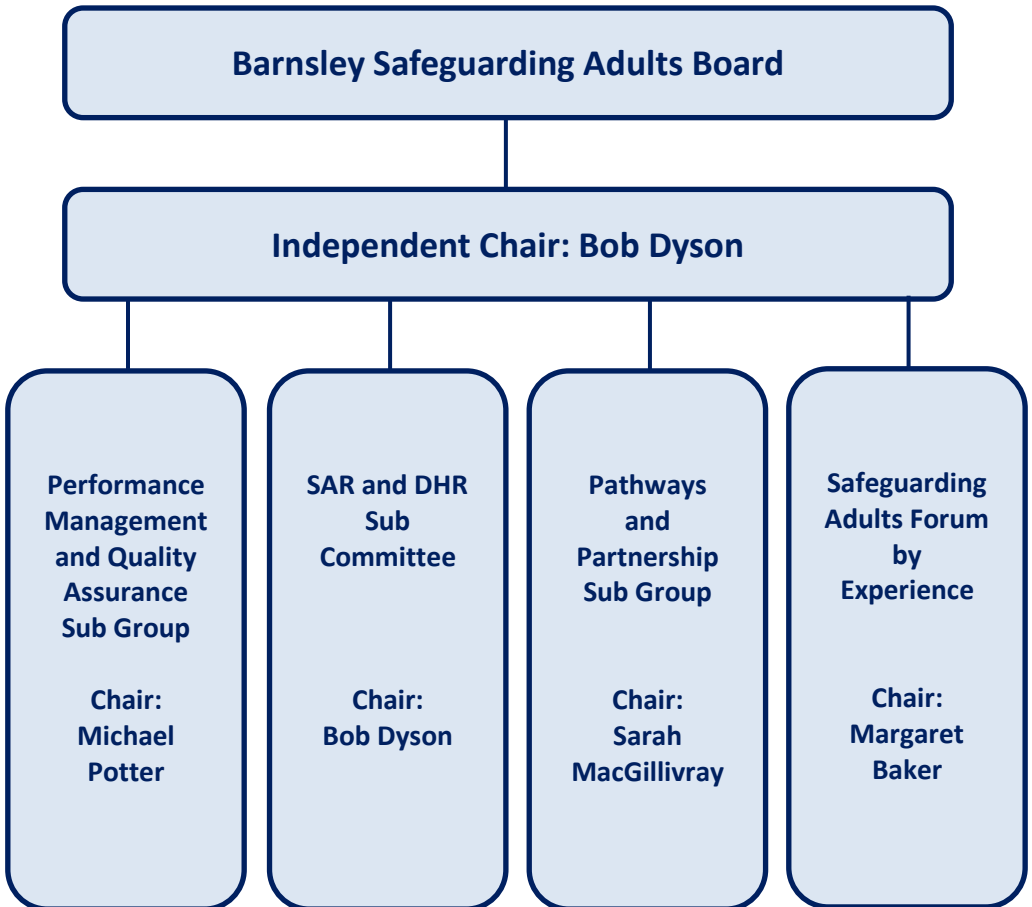 Barnsley Safeguarding Adults Board
Independent Chair: Bob Dyson
Performance
Management
and Quality
Assurance
Sub Group
Chair:
Michael
Potter
SAR and DHR
Sub
Committee
Chair:
Bob Dyson
Pathways
and
Partnership
Sub Group
Chair:
Sarah
MacGillivray
Safeguarding
Adults Forum
by
Experience
Chair:
Margaret
Baker